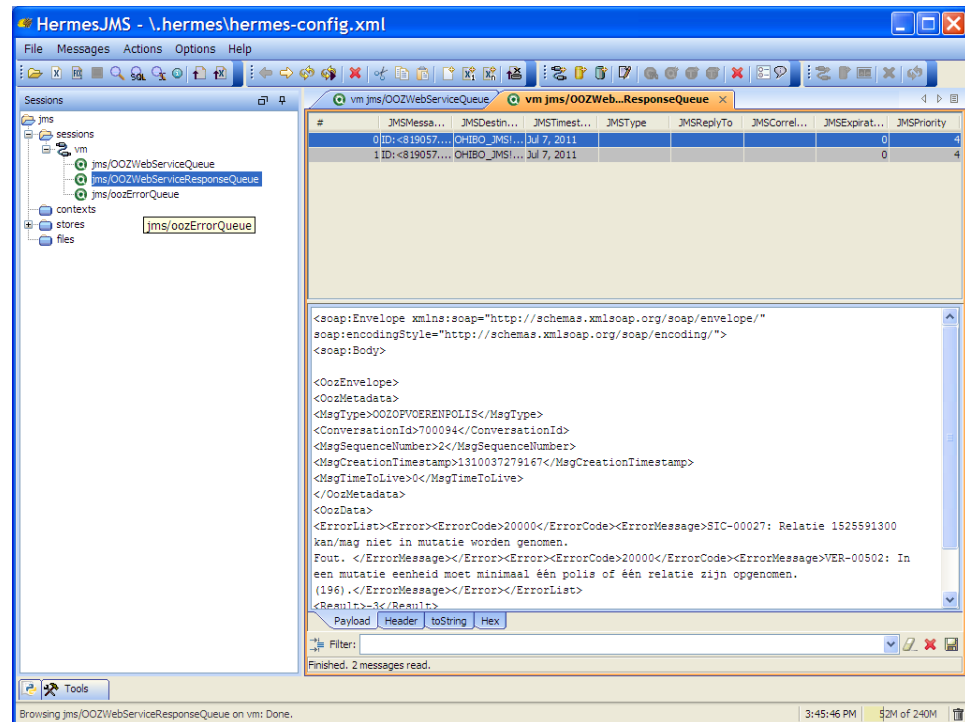 HermesJMS - \.hermes\hermes-config.xml
File Messages Actions Options Help
Sessions
vm jms/OOZWebServiceQueue
vm jms/OOZWeb...ResponseQueue
jms
sessions
vm
jms/OOZWebServiceQueue
jms/OOZWebServiceResponseQueue
jms/oozErrorQueue
contexts
stores
files
jms/oozErrorQueue
# JMSMessa... JMSDestin... JMSTimest... JMSType JMSReplyTo JMSCorrel... JMSExpirat... JMSPriority
0 ID:<819057.... OHIBO_JMS!... Jul 7, 2011 0 4
1 ID:<819057.... OHIBO_JMS!... Jul 7, 2011 0 4
<soap:Envelope xmlns:soap="http://schemas.xmlsoap.org/soap/envelope/"
soap:encodingStyle="http://schemas.xmlsoap.org/soap/encoding/">
<soap:Body>
<OozEnvelope>
<OozMetadata>
<MsgType>OOZOPVOERENPOLIS</MsgType>
<ConversationId>700094</ConversationId>
<MsgSequenceNumber>2</MsgSequenceNumber>
<MsgCreationTimestamp>1310037279167</MsgCreationTimestamp>
<MsgTimeToLive>0</MsgTimeToLive>
</OozMetadata>
<OozData>
<ErrorList><Error><ErrorCode>20000</ErrorCode><ErrorMessage>SIC-00027: Relatie 1525591300
kan/mag niet in mutatie worden genomen.
Fout. </ErrorMessage></Error><Error><ErrorCode>20000</ErrorCode><ErrorMessage>VER-00502: In
een mutatie eenheid moet minimaal één polis of één relatie zijn opgenomen.
(196).</ErrorMessage></Error></ErrorList>
<Result>-3</Result>
Payload Header toString Hex
Filter:
Finished. 2 messages read.
Tools
Browsing jms/OOZWebServiceResponseQueue on vm: Done.
3:45:46 PM 52M of 240M